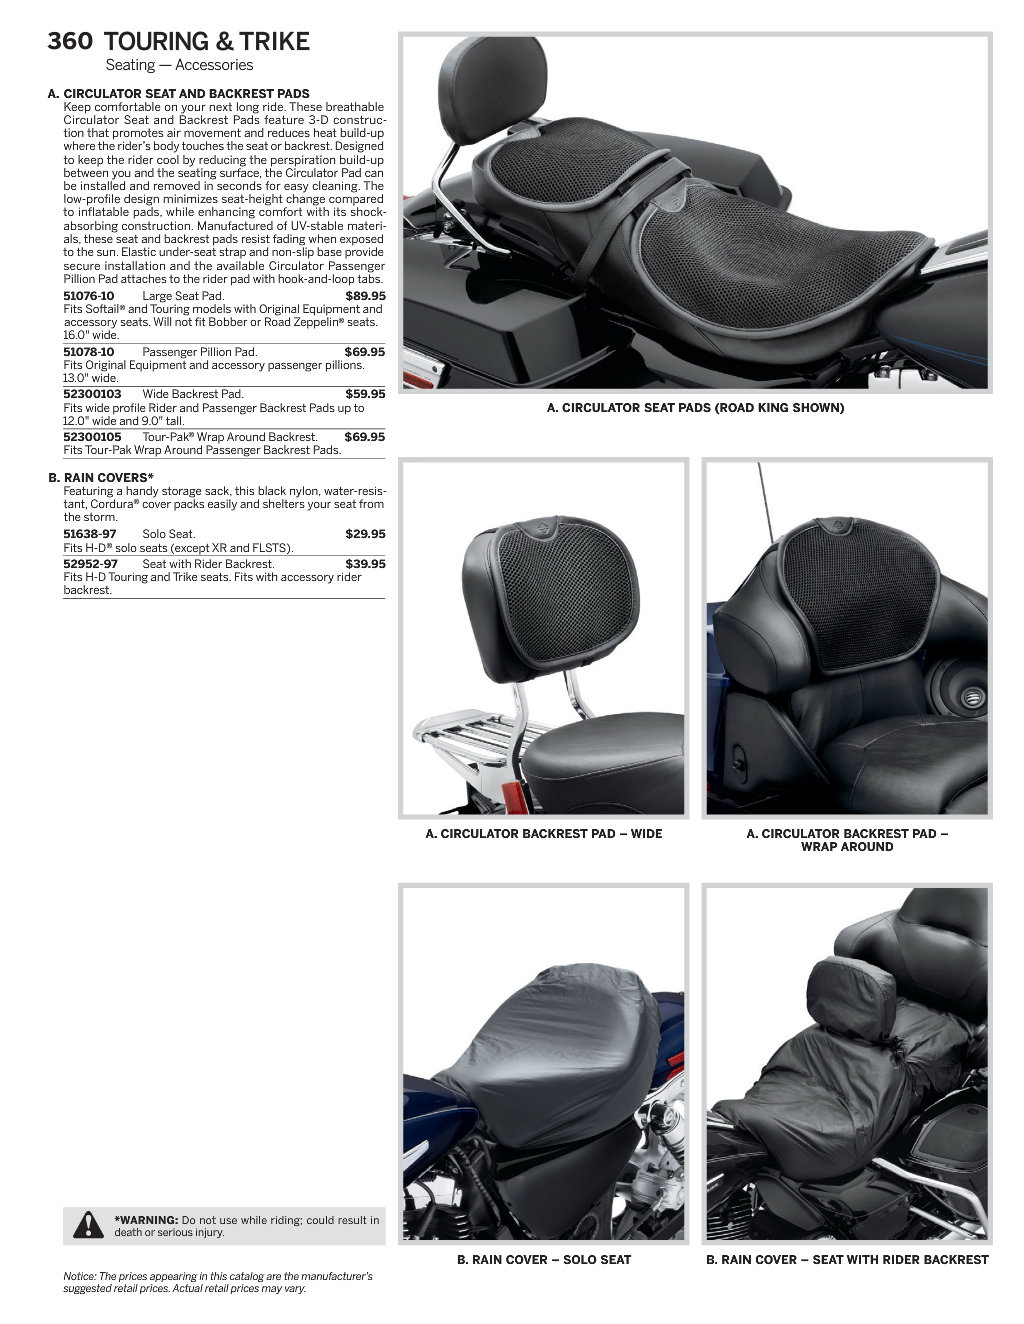 360 TOURING & TRIKE
Seating — Accessories
A. CIRCULATOR SEAT AND BACKREST PADS
Keep comfortable on your next long ride. These breathable
Circulator Seat and Backrest Pads feature 3-D construc-
tion that promotes air movement and reduces heat build-up
where the rider's body touches the seat or backrest. Designed
to keep the rider cool by reducing the perspiration build-up
between you and the seating surface, the Circulator Pad can
be installed and removed in seconds for easy cleaning. The
low-profile design minimizes seat-height change compared
to inflatable pads, while enhancing comfort with its shock-
absorbing construction. Manufactured of UV-stable materi-
als, these seat and backrest pads resist fading when exposed
to the sun. Elastic under-seat strap and non-slip base provide
secure installation and the available Circulator Passenger
Pillion Pad attaches to the rider pad with hook-and-loop tabs.
51076-10 Large Seat Pad. $89.95
Fits Softail® and Touring models with Original Equipment and
accessory seats. Will not fit Bobber or Road Zeppelin® seats.
16.0" wide.
51078-10 Passenger Pillion Pad. $69.95
Fits Original Equipment and accessory passenger pillions.
13.0" wide.
52300103 Wide Backrest Pad. $59.95
Fits wide profile Rider and Passenger Backrest Pads up to
12.0" wide and 9.0" tall.
52300105 Tour-Pak® Wrap Around Backrest. $69.95
Fits Tour-Pak Wrap Around Passenger Backrest Pads.
B. RAIN COVERS*
Featuring a handy storage sack, this black nylon, water-resis-
tant, Cordura® cover packs easily and shelters your seat from
the storm.
51638-97 Solo Seat. $29.95
Fits H-D® solo seats (except XR and FLSTS).
52952-97 Seat with Rider Backrest. $39.95
Fits H-D Touring and Trike seats. Fits with accessory rider
backrest.
A. CIRCULATOR SEAT PADS (ROAD KING SHOWN)
A. CIRCULATOR BACKREST PAD – WIDE
A. CIRCULATOR BACKREST PAD –
WRAP AROUND
B. RAIN COVER – SOLO SEAT
B. RAIN COVER – SEAT WITH RIDER BACKREST
*WARNING: Do not use while riding; could result in
death or serious injury.
Notice: The prices appearing in this catalog are the manufacturer's
suggested retail prices. Actual retail prices may vary.